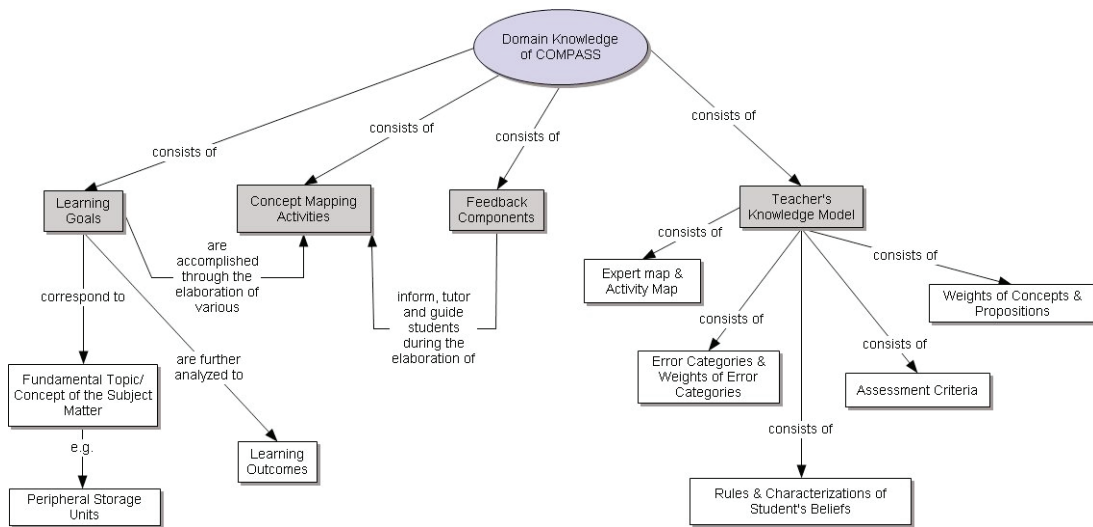 Domain Knowledge
of COMPASS
consists of
consists of
consists of
consists of
Learning
Goals
Concept Mapping
Activities
Feedback
Components
Teacher's
Knowledge Model
are
accomplished
through the
elaboration of
various
consists of
Expert map &
Activity Map
consists of
Weights of Concepts &
Propositions
correspond to
inform, tutor
and guide
students
during the
elaboration of
consists of
consists of
are further
analyzed to
Fundamental Topic/
Concept of the Subject
Matter
Error Categories &
Weights of Error
Categories
Assessment Criteria
consists of
e.g.
Learning
Outcomes
Peripheral Storage
Units
Rules & Characterizations of
Student's Beliefs